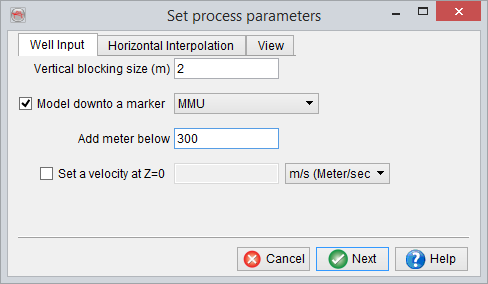 Set process parameters
Well Input Horizontal Interpolation View
Vertical blocking size (m) 2
Model downto a marker MMU
Add meter below 300
Set a velocity at Z=0 m/s (Meter/sec
Cancel Next Help